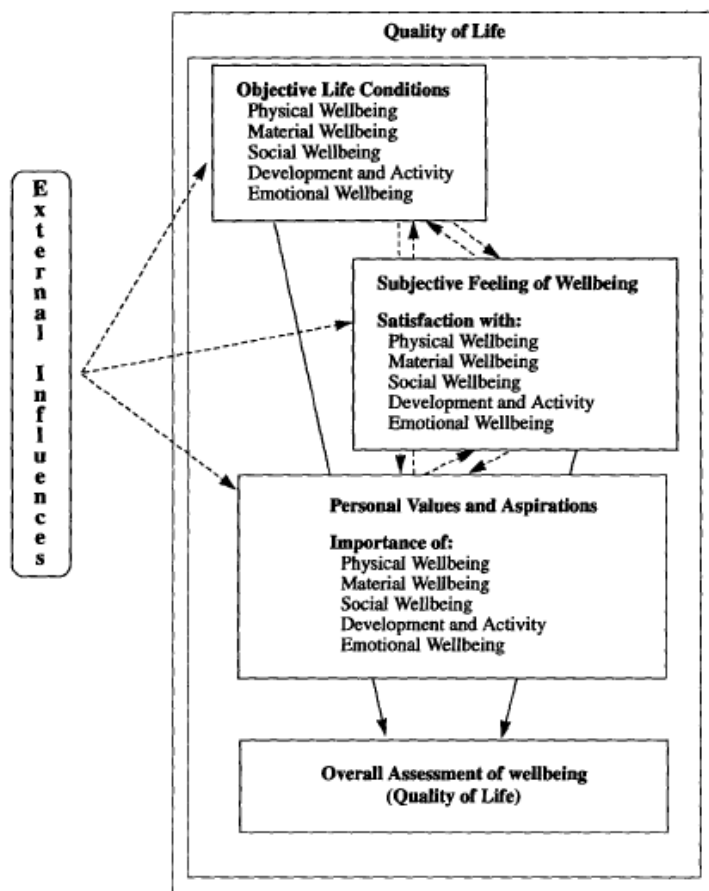 Quality of Life
External Influences
Objective Life Conditions
Physical Wellbeing
Material Wellbeing
Social Wellbeing
Development and Activity
Emotional Wellbeing
Subjective Feeling of Wellbeing
Satisfaction with:
Physical Wellbeing
Material Wellbeing
Social Wellbeing
Development and Activity
Emotional Wellbeing
Personal Values and Aspirations
Importance of:
Physical Wellbeing
Material Wellbeing
Social Wellbeing
Development and Activity
Emotional Wellbeing
Overall Assessment of wellbeing
(Quality of Life)